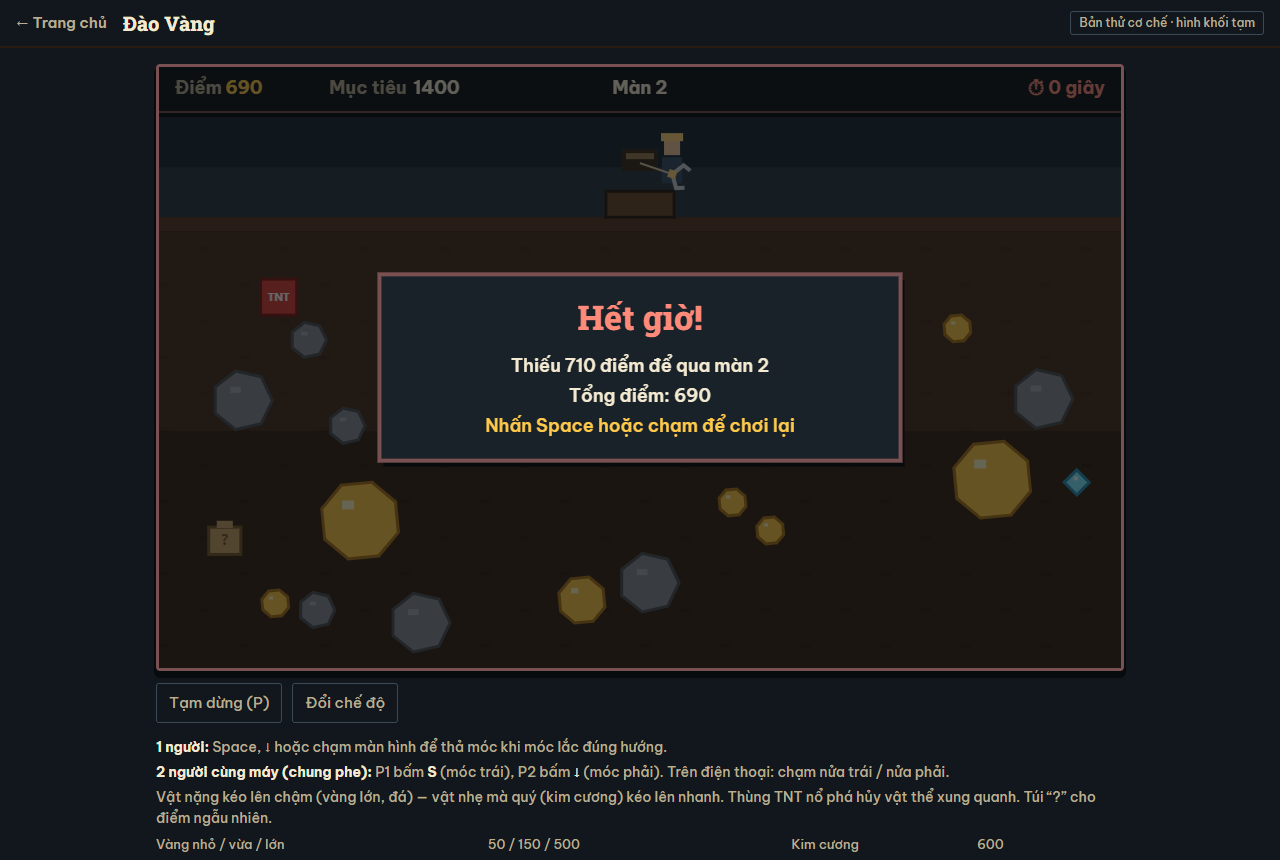 ← Trang chủ Đào Vàng Bản thử cơ chế · hình khối tạm
Điểm 690 Mục tiêu 1400 Màn 2 ⏱ 0 giây
TNT
Hết giờ!
Thiếu 710 điểm để qua màn 2
Tổng điểm: 690
Nhấn Space hoặc chạm để chơi lại
?
Tạm dừng (P) Đổi chế độ
1 người: Space, ↓ hoặc chạm màn hình để thả móc khi móc lắc đúng hướng.
2 người cùng máy (chung phe): P1 bấm S (móc trái), P2 bấm ↓ (móc phải). Trên điện thoại: chạm nửa trái / nửa phải.
Vật nặng kéo lên chậm (vàng lớn, đá) — vật nhẹ mà quý (kim cương) kéo lên nhanh. Thùng TNT nổ phá hủy vật thể xung quanh. Túi “?” cho
điểm ngẫu nhiên.
Vàng nhỏ / vừa / lớn 50 / 150 / 500 Kim cương 600